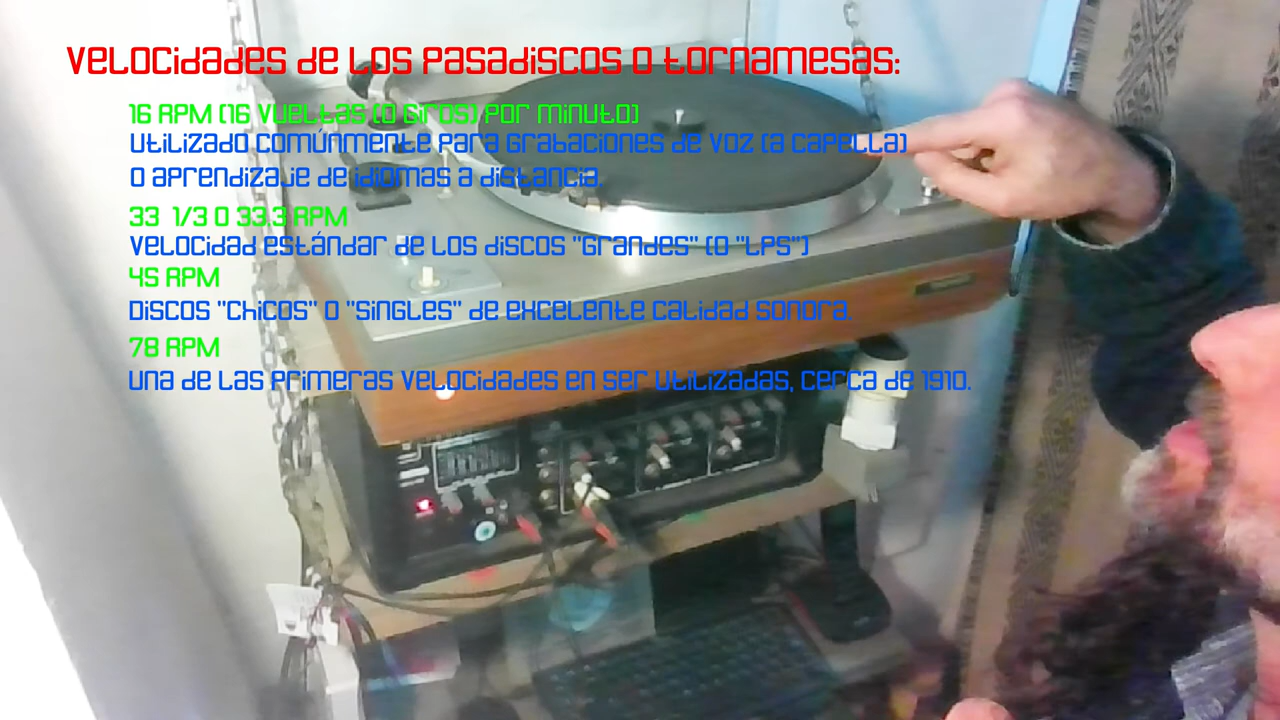 Velocidades de los pasadiscos o tornamesas:
16 RPM (16 vueltas (o giros) por minuto)
Utilizado comúnmente para grabaciones de voz (a capella)
o aprendizaje de idiomas a distancia.
33 1/3 o 33.3 RPM
Velocidad estándar de los discos "grandes" (o "LPs")
45 RPM
Discos "chicos" o "singles" de excelente calidad sonora.
78 RPM
Una de las primeras velocidades en ser utilizadas, cerca de 1910.